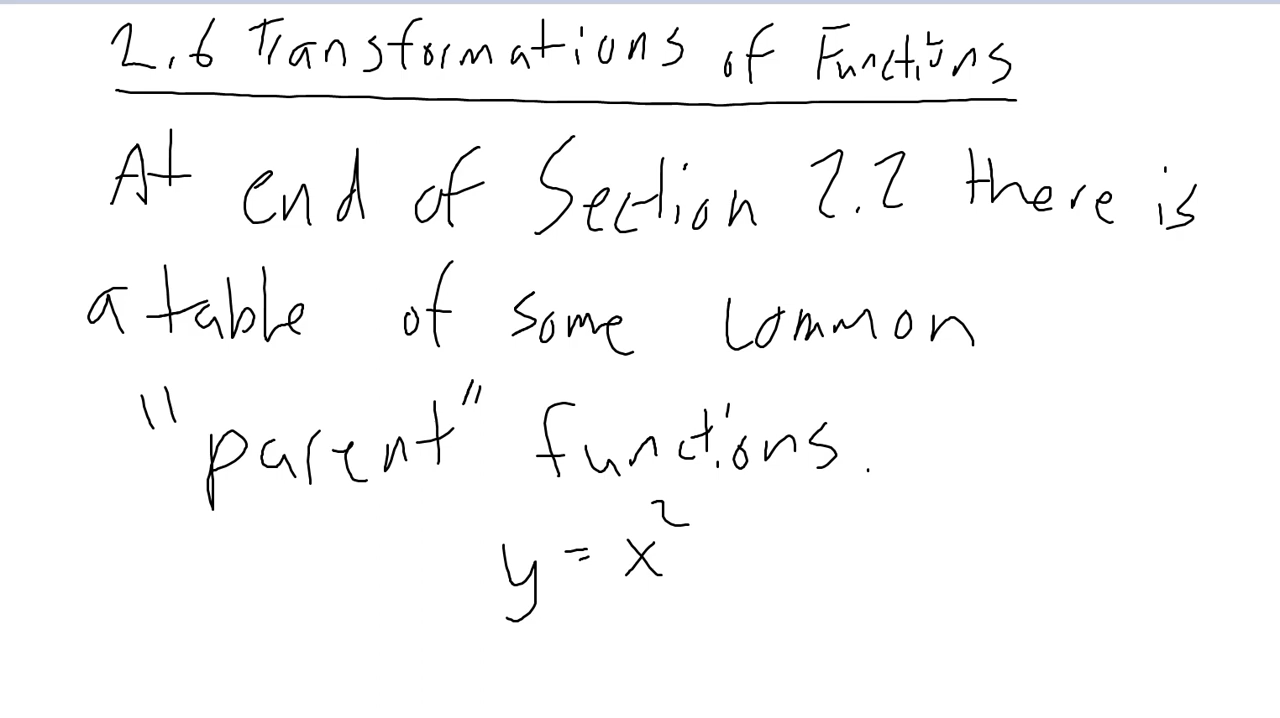 2.6 Transformations of Functions
At end of Section 2.2 there is
a table of some common
"parent" functions.
y = x²